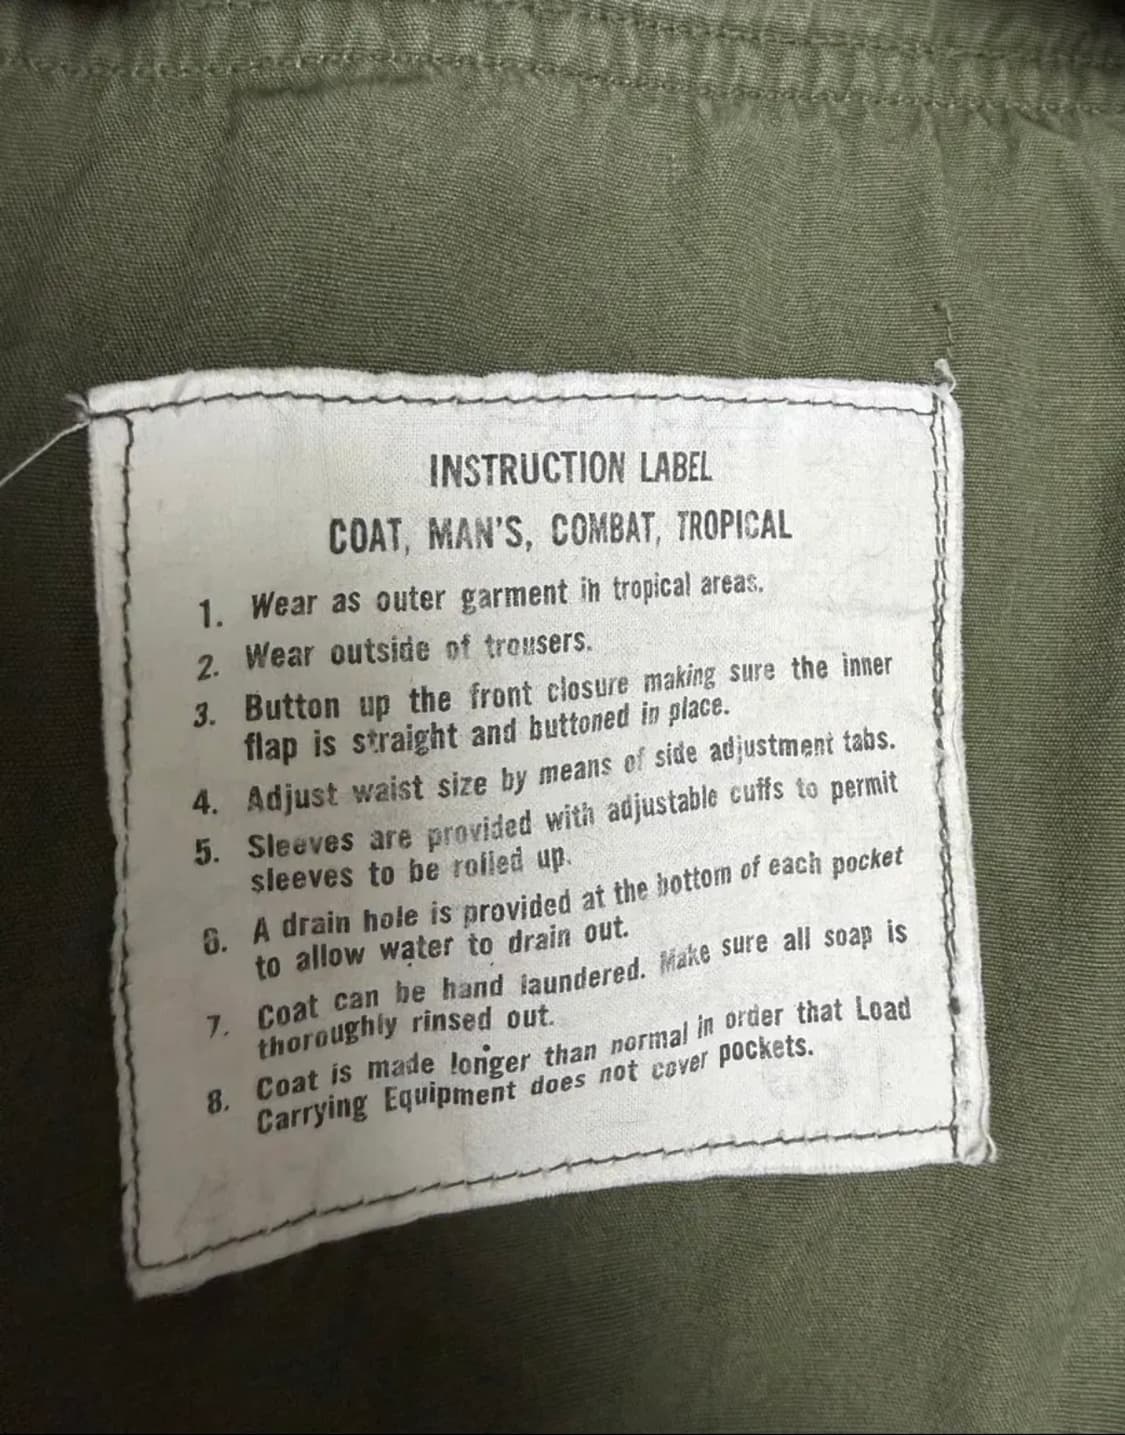 INSTRUCTION LABEL
COAT, MAN'S, COMBAT, TROPICAL
1. Wear as outer garment in tropical areas.
2. Wear outside of trousers.
3. Button up the front closure making sure the inner
flap is straight and buttoned in place.
4. Adjust waist size by means of side adjustment tabs.
5. Sleeves are provided with adjustable cuffs to permit
sleeves to be rolled up.
6. A drain hole is provided at the bottom of each pocket
to allow water to drain out.
7. Coat can be hand laundered. Make sure all soap is
thoroughly rinsed out.
8. Coat is made longer than normal in order that Load
Carrying Equipment does not cover pockets.